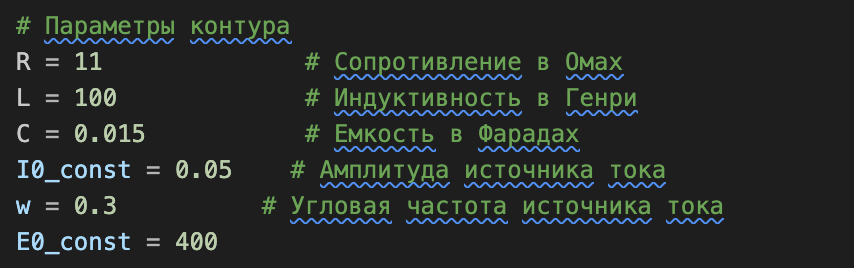 # Параметры контура
R = 11 # Сопротивление в Омах
L = 100 # Индуктивность в Генри
C = 0.015 # Емкость в Фарадах
I0_const = 0.05 # Амплитуда источника тока
w = 0.3 # Угловая частота источника тока
E0_const = 400